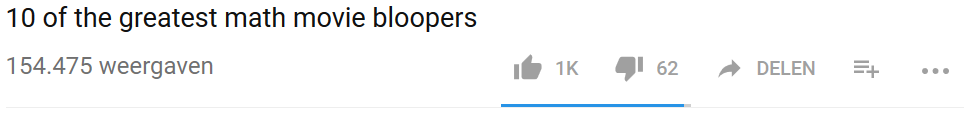 10 of the greatest math movie bloopers
154.475 weergaven 1K 62 DELEN